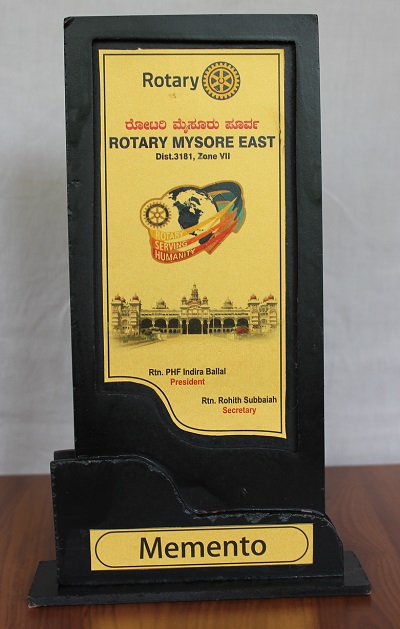 Rotary
ರೋಟರಿ ಮೈಸೂರು ಪೂರ್ವ
ROTARY MYSORE EAST
Dist.3181, Zone VII
ROTARY
SERVING
HUMANITY
Rtn. PHF Indira Ballal
President
Rtn. Rohith Subbaiah
Secretary
Memento